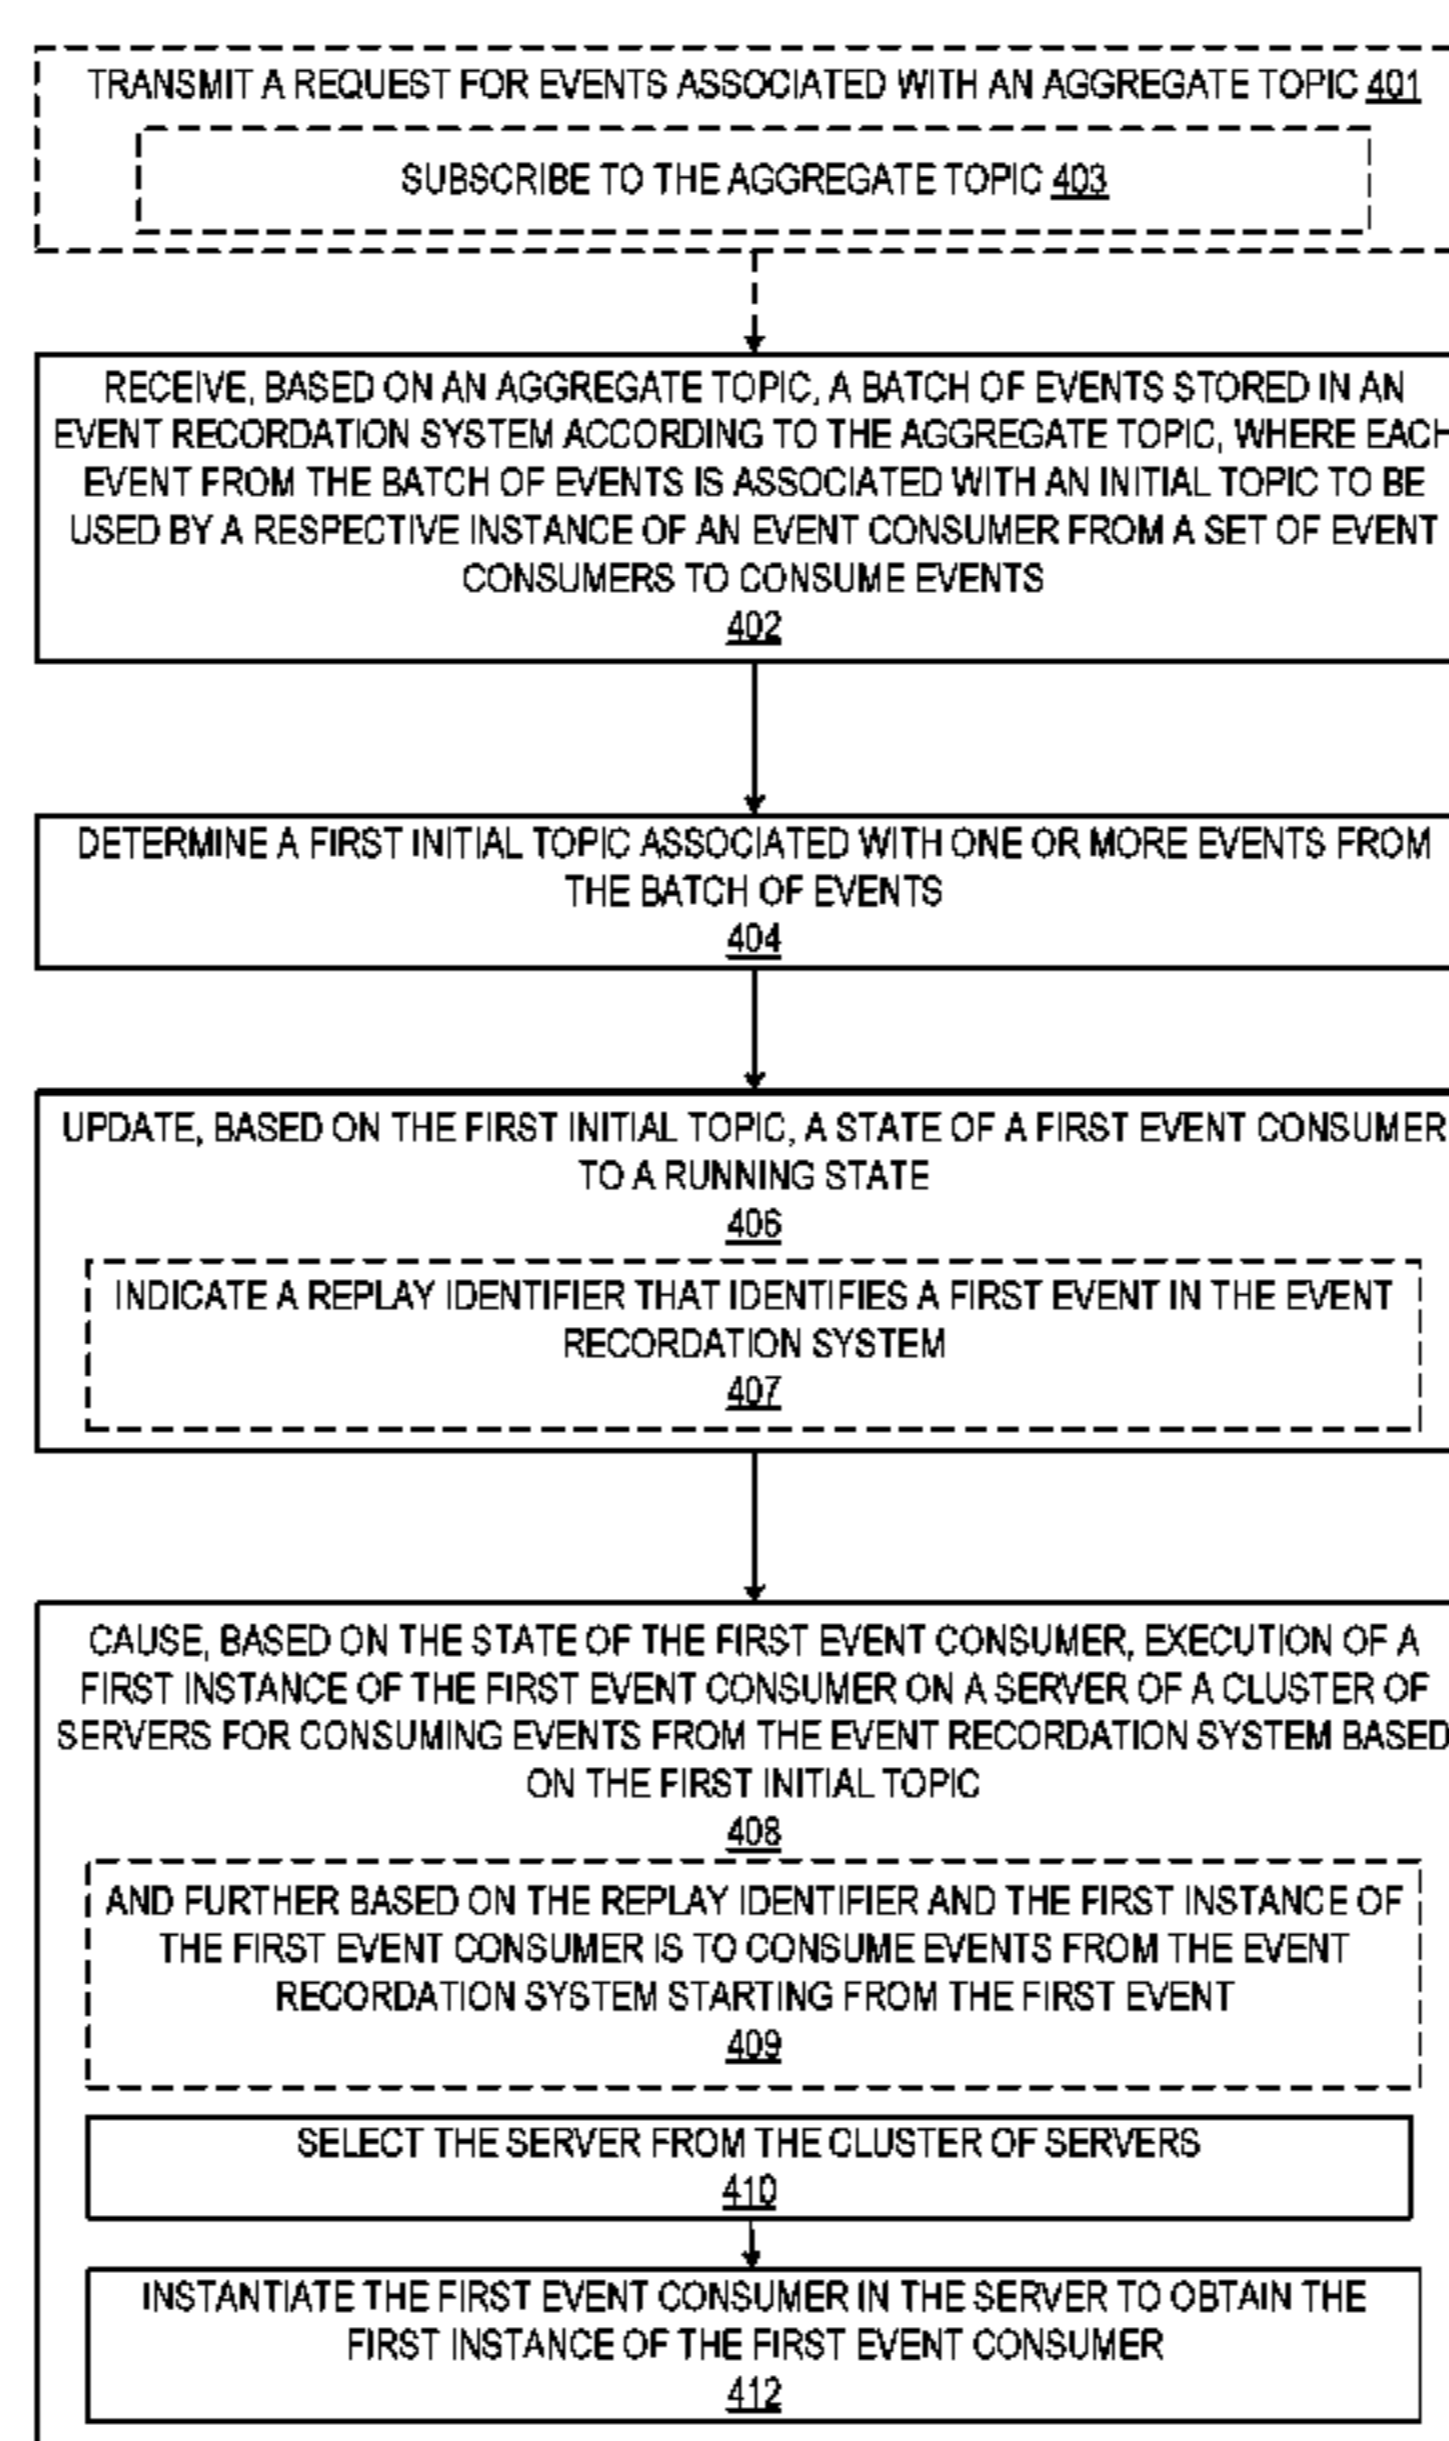 TRANSMIT A REQUEST FOR EVENTS ASSOCIATED WITH AN AGGREGATE TOPIC 401
SUBSCRIBE TO THE AGGREGATE TOPIC 403
RECEIVE, BASED ON AN AGGREGATE TOPIC, A BATCH OF EVENTS STORED IN AN
EVENT RECORDATION SYSTEM ACCORDING TO THE AGGREGATE TOPIC, WHERE EACH
EVENT FROM THE BATCH OF EVENTS IS ASSOCIATED WITH AN INITIAL TOPIC TO BE
USED BY A RESPECTIVE INSTANCE OF AN EVENT CONSUMER FROM A SET OF EVENT
CONSUMERS TO CONSUME EVENTS
402
DETERMINE A FIRST INITIAL TOPIC ASSOCIATED WITH ONE OR MORE EVENTS FROM
THE BATCH OF EVENTS
404
UPDATE, BASED ON THE FIRST INITIAL TOPIC, A STATE OF A FIRST EVENT CONSUMER
TO A RUNNING STATE
406
INDICATE A REPLAY IDENTIFIER THAT IDENTIFIES A FIRST EVENT IN THE EVENT
RECORDATION SYSTEM
407
CAUSE, BASED ON THE STATE OF THE FIRST EVENT CONSUMER, EXECUTION OF A
FIRST INSTANCE OF THE FIRST EVENT CONSUMER ON A SERVER OF A CLUSTER OF
SERVERS FOR CONSUMING EVENTS FROM THE EVENT RECORDATION SYSTEM BASED
ON THE FIRST INITIAL TOPIC
408
AND FURTHER BASED ON THE REPLAY IDENTIFIER AND THE FIRST INSTANCE OF
THE FIRST EVENT CONSUMER IS TO CONSUME EVENTS FROM THE EVENT
RECORDATION SYSTEM STARTING FROM THE FIRST EVENT
409
SELECT THE SERVER FROM THE CLUSTER OF SERVERS
410
INSTANTIATE THE FIRST EVENT CONSUMER IN THE SERVER TO OBTAIN THE
FIRST INSTANCE OF THE FIRST EVENT CONSUMER
412